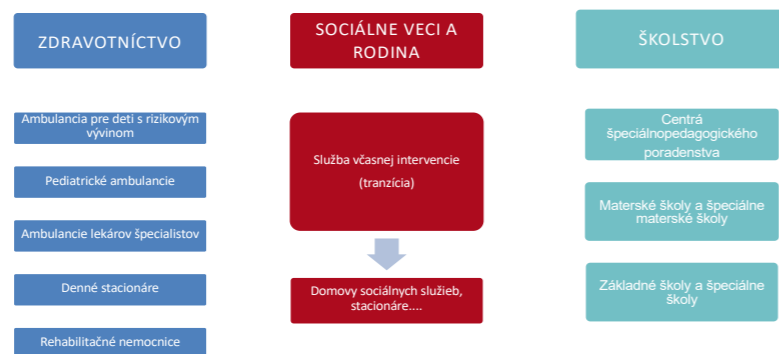 ZDRAVOTNÍCTVO
Ambulancia pre deti s rizikovým
vývinom
Pediatrické ambulancie
Ambulancie lekárov špecialistov
Denné stacionáre
Rehabilitačné nemocnice
SOCIÁLNE VECI A
RODINA
Služba včasnej intervencie
(tranzícia)
Domovy sociálnych služieb,
stacionáre....
ŠKOLSTVO
Centrá
špeciálnopedagogického
poradenstva
Materské školy a špeciálne
materské školy
Základné školy a špeciálne
školy